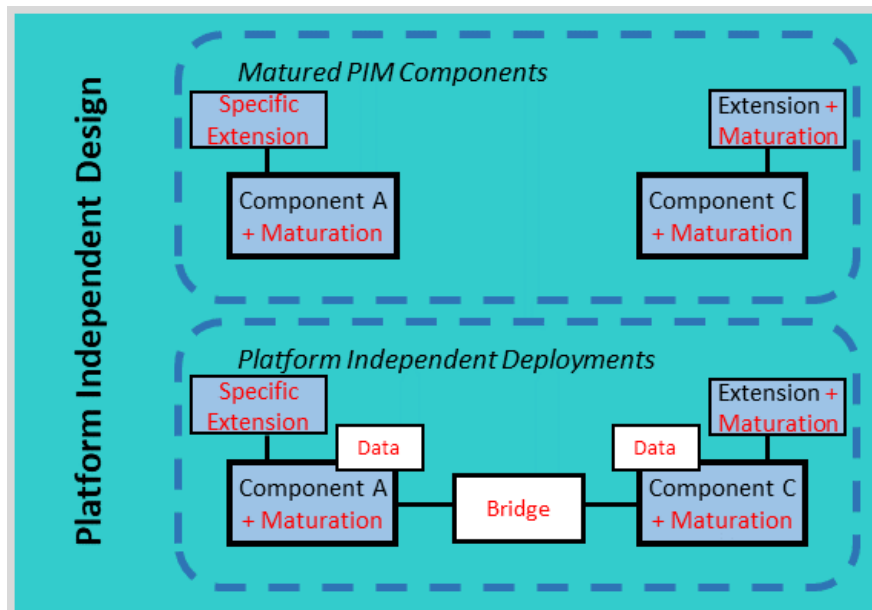 Platform Independent Design
Matured PIM Components
Specific
Extension
Extension +
Maturation
Component A
+ Maturation
Component C
+ Maturation
Platform Independent Deployments
Specific
Extension
Extension +
Maturation
Data
Data
Component A
+ Maturation
Bridge
Component C
+ Maturation